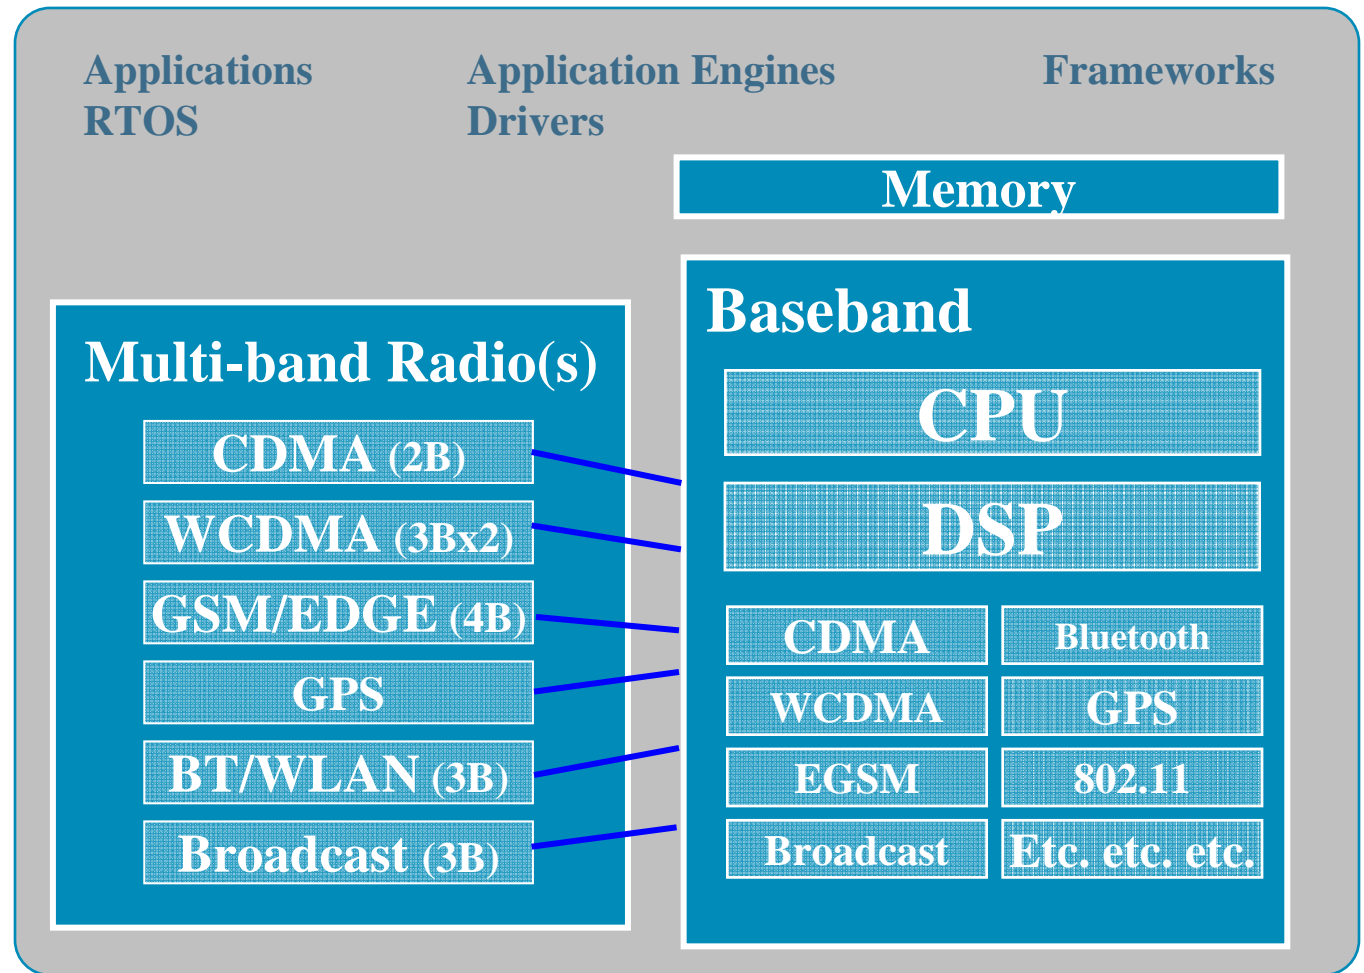 Applications
RTOS
Application Engines
Drivers
Frameworks
Memory
Multi-band Radio(s)
CDMA (2B)
WCDMA (3Bx2)
GSM/EDGE (4B)
GPS
BT/WLAN (3B)
Broadcast (3B)
Baseband
CPU
DSP
CDMA
Bluetooth
WCDMA
GPS
EGSM
802.11
Broadcast
Etc. etc. etc.